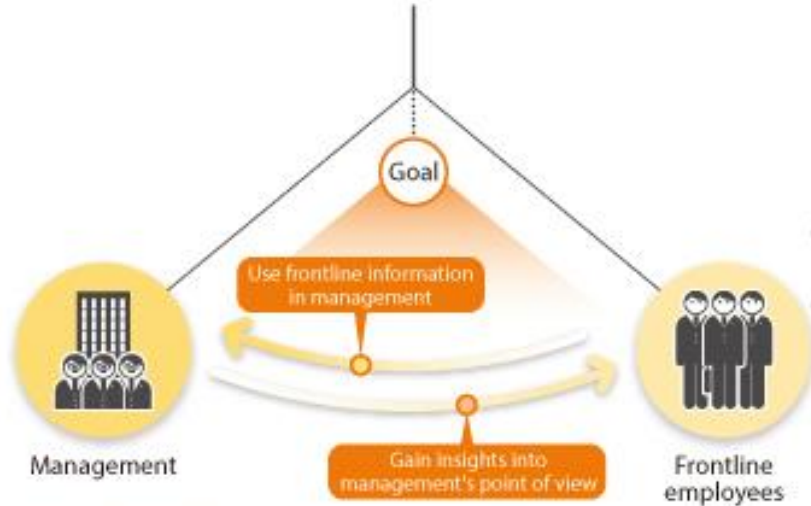 Goal
Use frontline information
in management
Gain insights into
management's point of view
Management
Frontline
employees